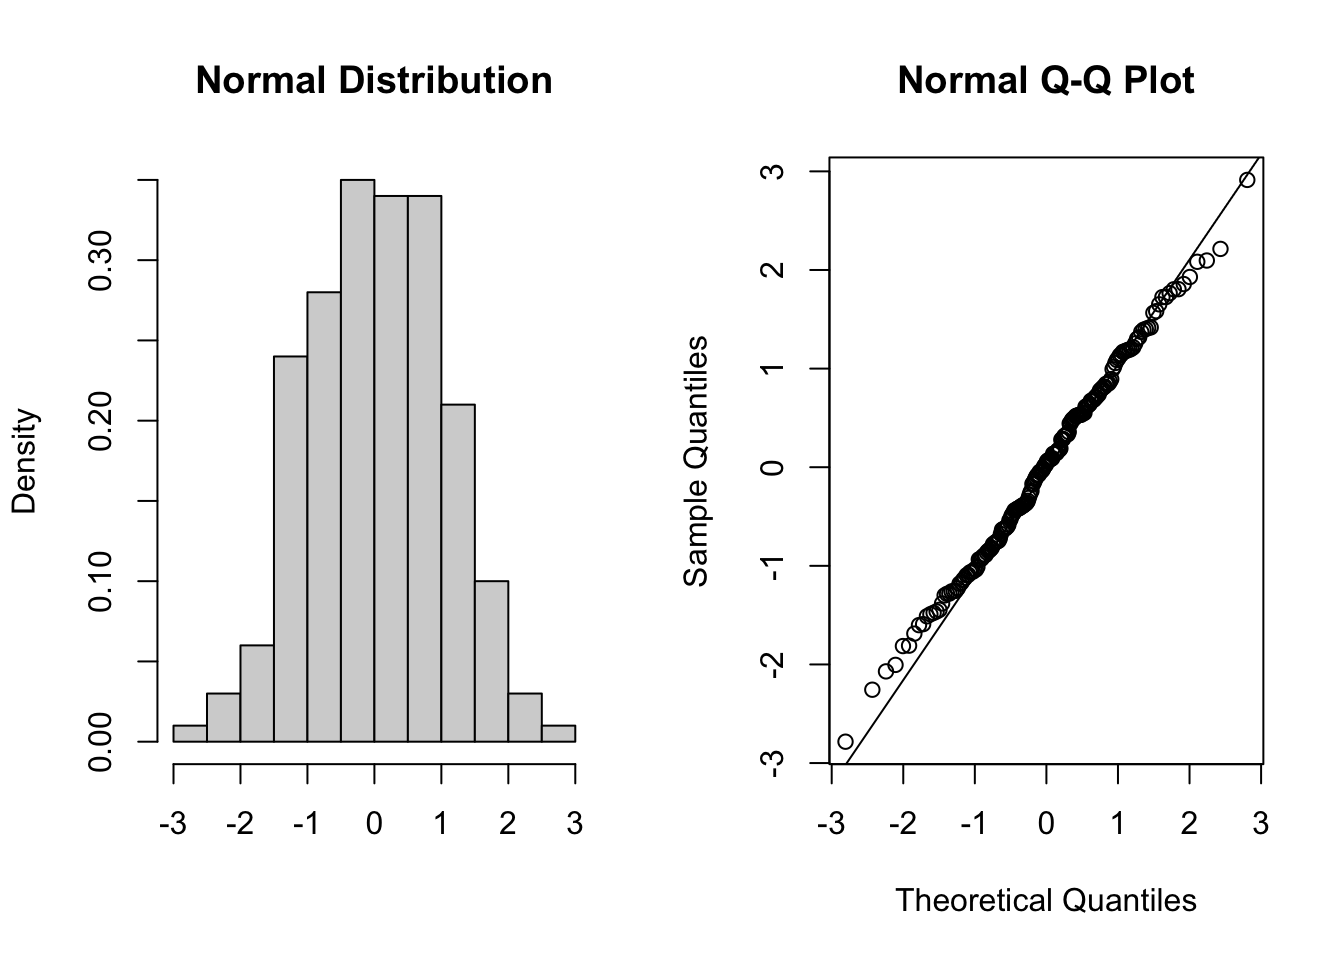 Normal Distribution
Density
0.00
0.10
0.20
0.30
-3 -2 -1 0 1 2 3
Normal Q-Q Plot
Sample Quantiles
-3
-2
-1
0
1
2
3
-3 -2 -1 0 1 2 3
Theoretical Quantiles